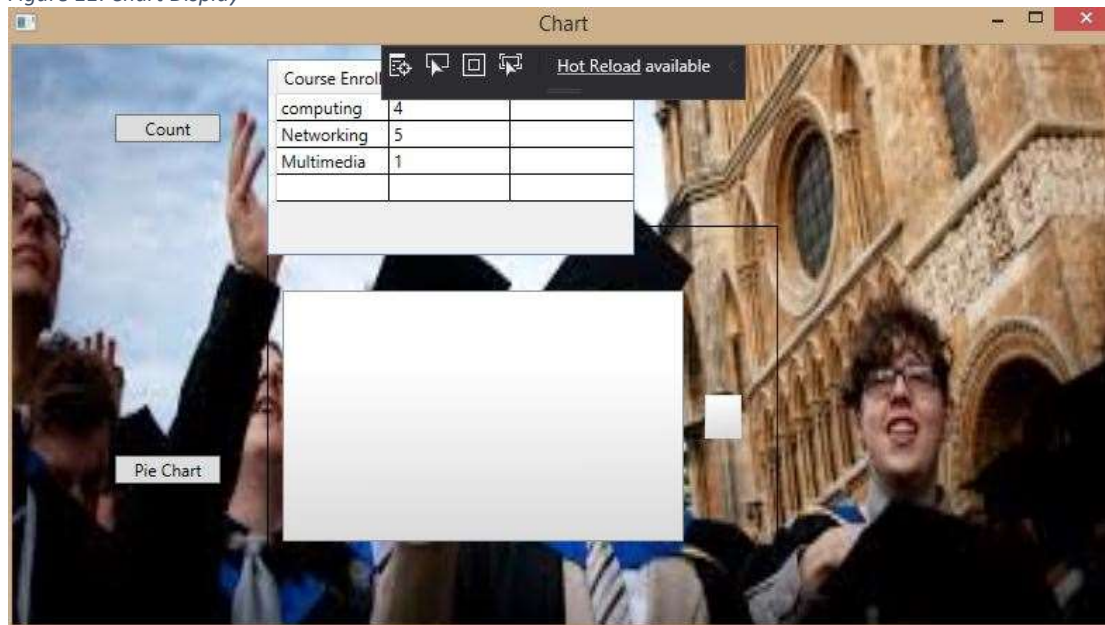 Chart
Hot Reload available
Course Enroll
computing 4
Count
Networking 5
Multimedia 1
Pie Chart